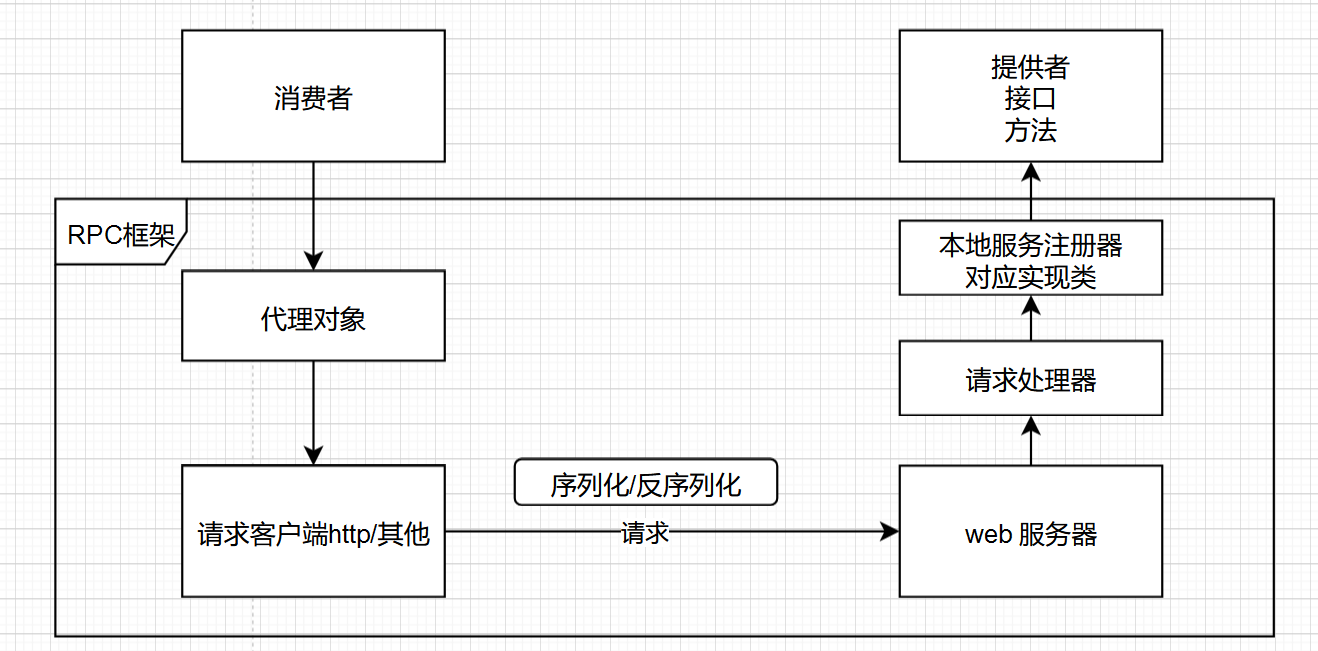 消费者
提供者
接口
方法
RPC框架
代理对象
本地服务注册器
对应实现类
请求处理器
请求客户端http/其他
序列化/反序列化
请求
web 服务器